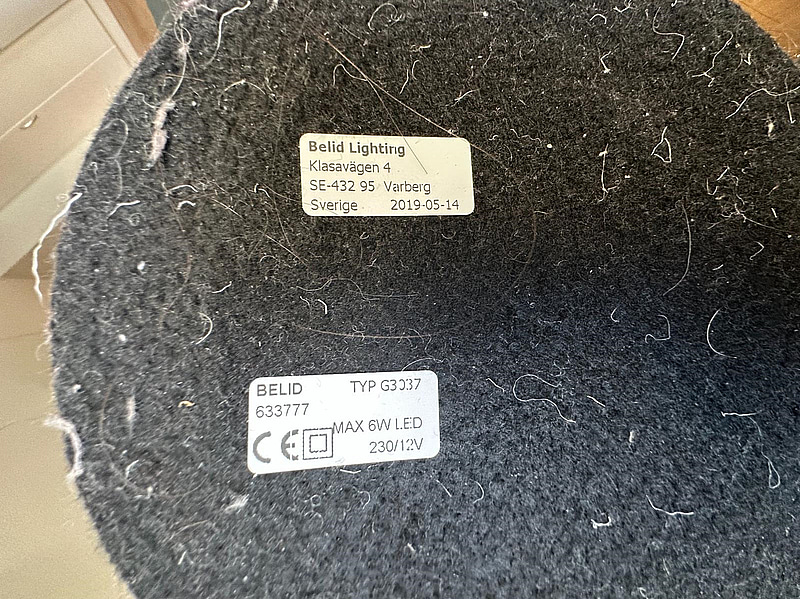 Belid Lighting
Klasavägen 4
SE-432 95 Varberg
Sverige 2019-05-14
BELID TYP G3037
633777
MAX 6W LED
CE 230/12V